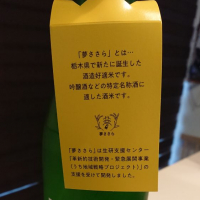 「夢ささら」とは…
栃木県で新たに誕生した
酒造好適米です。
吟醸酒などの特定名称酒に
適した酒米です。
夢ささら
「夢ささら」は生研支援センター
「革新的技術開発・緊急展開事業
(うち地域戦略プロジェクト)」の
支援を受けて開発しました。